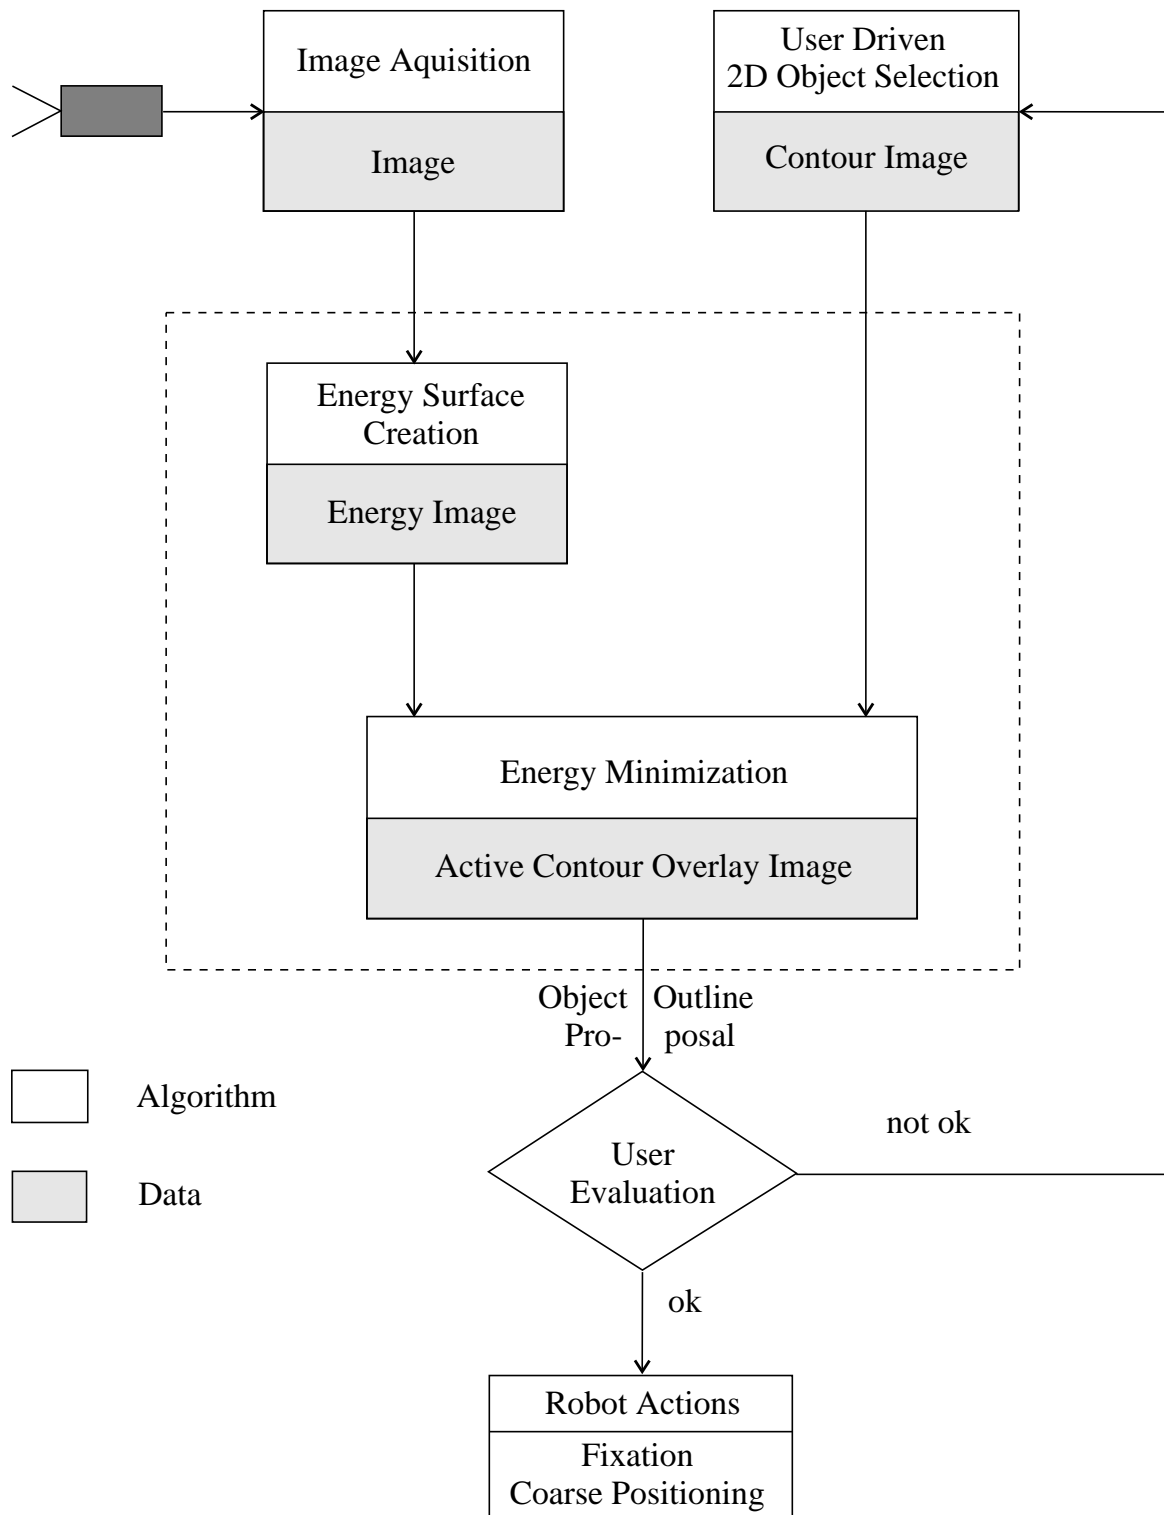 Image Aquisition
Image
User Driven
2D Object Selection
Contour Image
Energy Surface
Creation
Energy Image
Energy Minimization
Active Contour Overlay Image
Object Outline
Pro- posal
Algorithm
Data
User
Evaluation
not ok
ok
Robot Actions
Fixation
Coarse Positioning